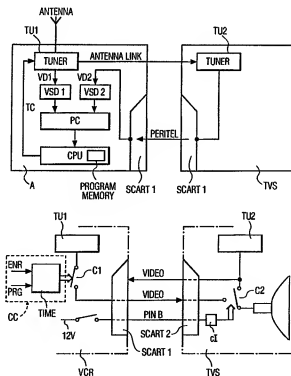 ANTENNA
TU1
TU2
TUNER
ANTENNA LINK
TUNER
VD1
VD2
VSD 1
VSD 2
TC
PC
PERITEL
CPU
PROGRAM
MEMORY
A
SCART 1
SCART 1
TVS
TU1
TU2
ENR
PRG
TIME
C1
VIDEO
C2
VIDEO
CC
12V
PIN 8
cI
SCART 2
SCART 1
VCR
TVS